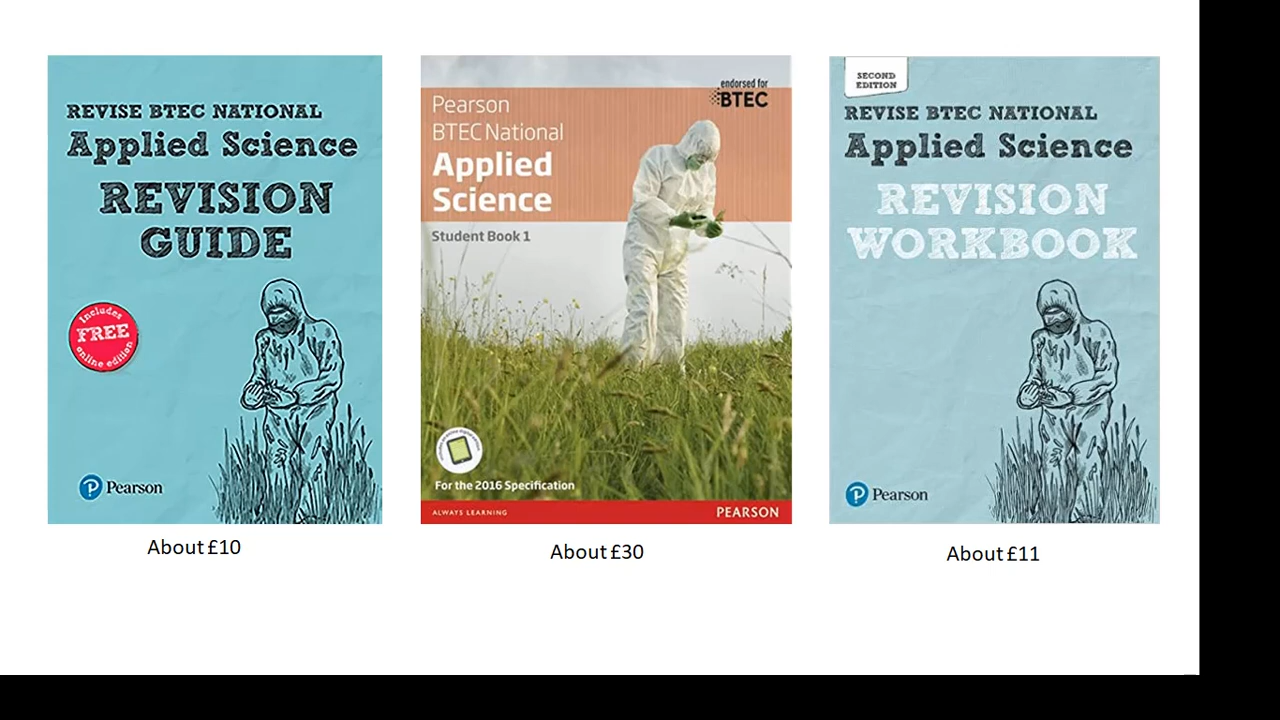 REVISE BTEC NATIONAL
Applied Science
REVISION
GUIDE
Includes
FREE
online edition
Pearson
About £10
endorsed for
BTEC
Pearson
BTEC National
Applied
Science
Student Book 1
For the 2016 Specification
ALWAYS LEARNING
PEARSON
About £30
SECOND
EDITION
REVISE BTEC NATIONAL
Applied Science
REVISION
WORKBOOK
Pearson
About £11